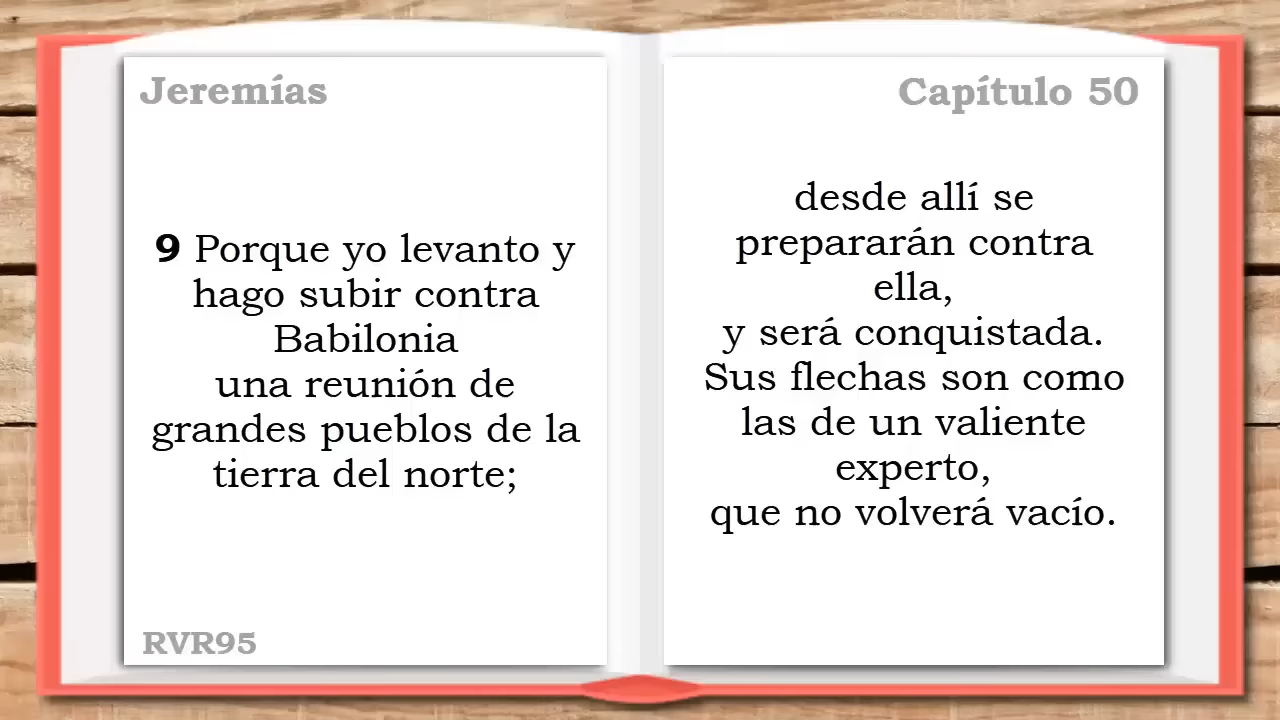 Jeremías
9 Porque yo levanto y
hago subir contra
Babilonia
una reunión de
grandes pueblos de la
tierra del norte;
RVR95
Capítulo 50
desde allí se
prepararán contra
ella,
y será conquistada.
Sus flechas son como
las de un valiente
experto,
que no volverá vacío.